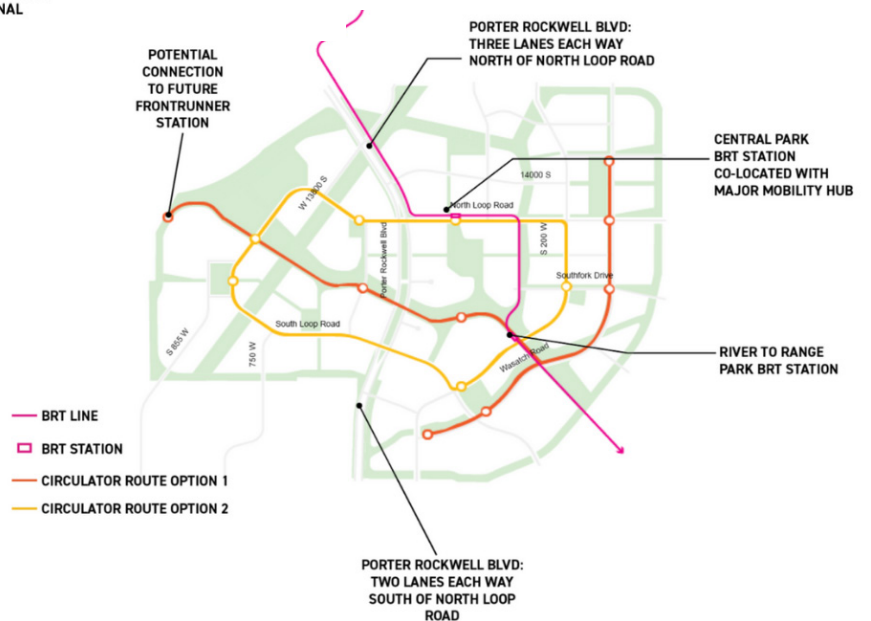 NAL
PORTER ROCKWELL BLVD:
THREE LANES EACH WAY
NORTH OF NORTH LOOP ROAD
POTENTIAL
CONNECTION
TO FUTURE
FRONTRUNNER
STATION
CENTRAL PARK
BRT STATION
CO-LOCATED WITH
MAJOR MOBILITY HUB
14000 S
W 13800 S
North Loop Road
Porter Rockwell Blvd
S 200 W
Southfork Drive
South Loop Road
S 855 W
750 W
Wasatch Road
RIVER TO RANGE
PARK BRT STATION
BRT LINE
BRT STATION
CIRCULATOR ROUTE OPTION 1
CIRCULATOR ROUTE OPTION 2
PORTER ROCKWELL BLVD:
TWO LANES EACH WAY
SOUTH OF NORTH LOOP
ROAD